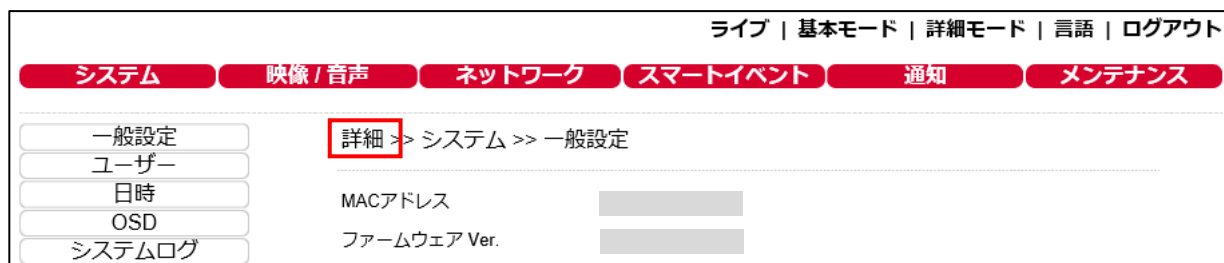 ライブ | 基本モード | 詳細モード | 言語 | ログアウト
システム 映像 / 音声 ネットワーク スマートイベント 通知 メンテナンス
一般設定
ユーザー
日時
OSD
システムログ
詳細 >> システム >> 一般設定
MACアドレス
ファームウェア Ver.